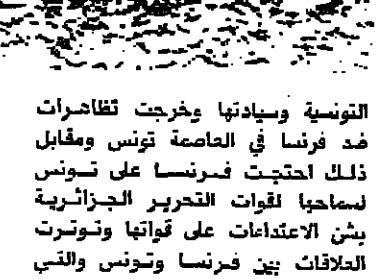 التونسية وسيادتها وخرجت تظاهرات
ضد فرنسا في العاصمة تونس ومقابل
ذلك احتجت فرنسا على تونس
لسماحها لقوات التحرير الجزائرية
بشن الاعتداءات على قواتها وتوترت
العلاقات بين فرنسا وتونس والتي